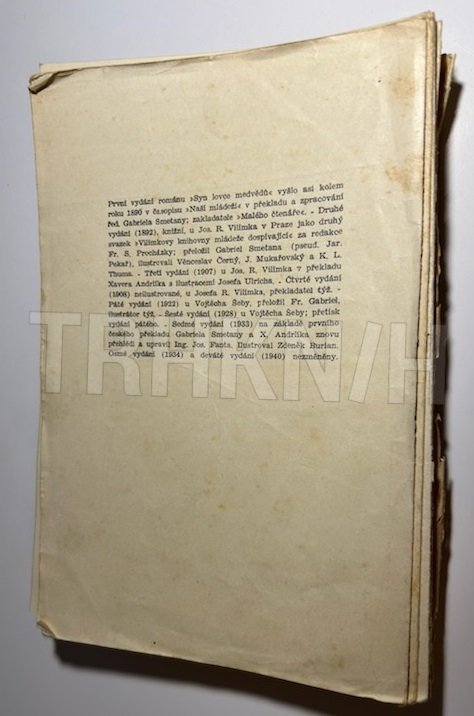 První vydání románu »Syn lovce medvědů« vyšlo asi kolem
roku 1890 v časopisu »Naší mládeži« v překladu a zpracování
řed. Gabriela Smetany; zakladatele »Malého čtenáře«. - Druhé
vydání (1892), knižní, u Jos. R. Vilímka v Praze jako druhý
svazek »Vilímkovy knihovny mládeže dospívající« za redakce
Fr. S. Procházky; přeložil Gabriel Smetana (pseud. Jar.
Pekař), ilustrovali Věnceslav Černý, J. Mukařovský a K. L.
Thuma. - Třetí vydání (1907) u Jos. R. Vilímka v překladu
Xavera Andrlíka s ilustracemi Josefa Ulricha. - Čtvrté vydání
(1908) neilustrované, u Josefa R. Vilímka, překladatel týž. -
Páté vydání (1922) u Vojtěcha Šeby, přeložil Fr. Gabriel,
ilustrátor týž. - Šesté vydání (1928) u Vojtěcha Šeby; přetisk
vydání pátého. - Sedmé vydání (1933) na základě prvního
českého překladu Gabriela Smetany a X. Andrlíka znovu
přehlédl a upravil Ing. Jos. Fanta. Ilustroval Zdeněk Burian.
Osmé vydání (1934) a deváté vydání (1940) nezměněny.
TRHKN/H